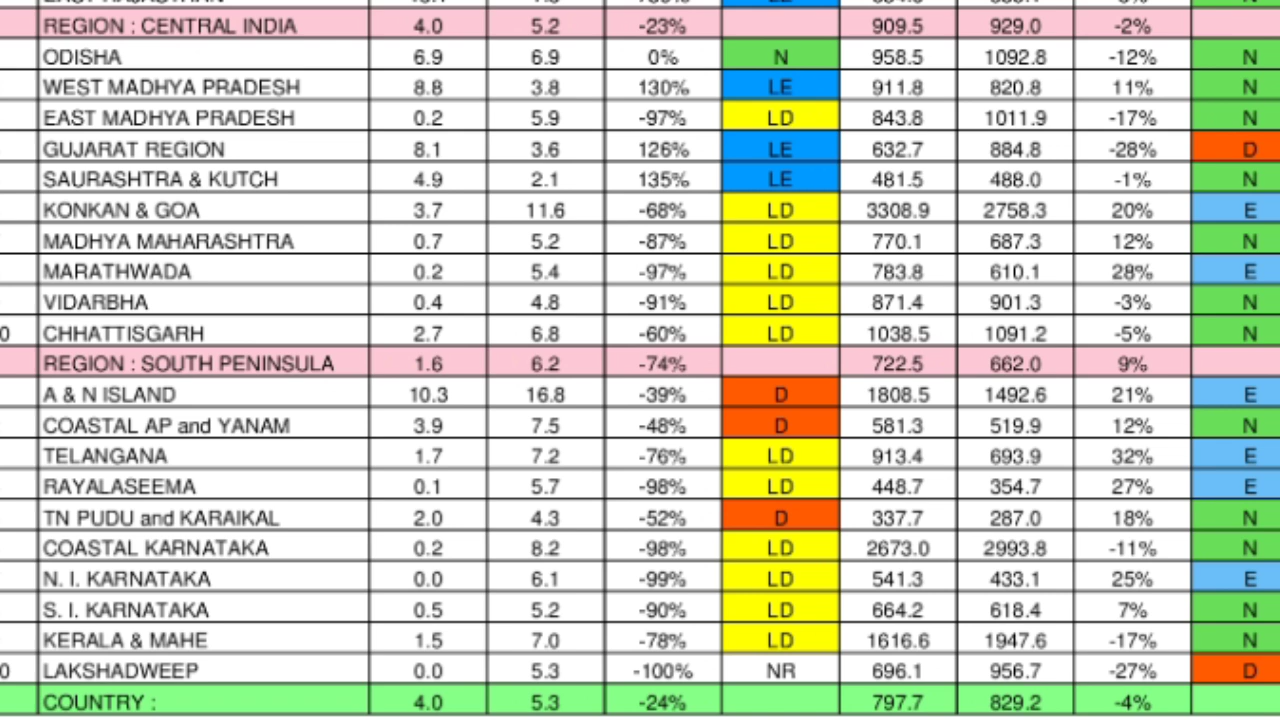 REGION : CENTRAL INDIA 4.0 5.2 -23% 909.5 929.0 -2%
ODISHA 6.9 6.9 0% N 958.5 1092.8 -12% N
WEST MADHYA PRADESH 8.8 3.8 130% LE 911.8 820.8 11% N
EAST MADHYA PRADESH 0.2 5.9 -97% LD 843.8 1011.9 -17% N
GUJARAT REGION 8.1 3.6 126% LE 632.7 884.8 -28% D
SAURASHTRA & KUTCH 4.9 2.1 135% LE 481.5 488.0 -1% N
KONKAN & GOA 3.7 11.6 -68% LD 3308.9 2758.3 20% E
MADHYA MAHARASHTRA 0.7 5.2 -87% LD 770.1 687.3 12% N
MARATHWADA 0.2 5.4 -97% LD 783.8 610.1 28% E
VIDARBHA 0.4 4.8 -91% LD 871.4 901.3 -3% N
0 CHHATTISGARH 2.7 6.8 -60% LD 1038.5 1091.2 -5% N
REGION : SOUTH PENINSULA 1.6 6.2 -74% 722.5 662.0 9%
A & N ISLAND 10.3 16.8 -39% D 1808.5 1492.6 21% E
COASTAL AP and YANAM 3.9 7.5 -48% D 581.3 519.9 12% N
TELANGANA 1.7 7.2 -76% LD 913.4 693.9 32% E
RAYALASEEMA 0.1 5.7 -98% LD 448.7 354.7 27% E
TN PUDU and KARAIKAL 2.0 4.3 -52% D 337.7 287.0 18% N
COASTAL KARNATAKA 0.2 8.2 -98% LD 2673.0 2993.8 -11% N
N. I. KARNATAKA 0.0 6.1 -99% LD 541.3 433.1 25% E
S. I. KARNATAKA 0.5 5.2 -90% LD 664.2 618.4 7% N
KERALA & MAHE 1.5 7.0 -78% LD 1616.6 1947.6 -17% N
0 LAKSHADWEEP 0.0 5.3 -100% NR 696.1 956.7 -27% D
COUNTRY : 4.0 5.3 -24% 797.7 829.2 -4%